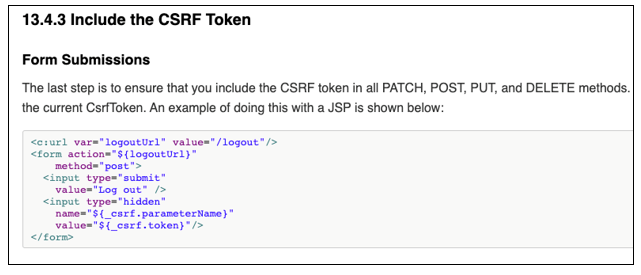 13.4.3 Include the CSRF Token
Form Submissions
The last step is to ensure that you include the CSRF token in all PATCH, POST, PUT, and DELETE methods.
the current CsrfToken. An example of doing this with a JSP is shown below:
<c:url var="logoutUrl" value="/logout"/>
<form action="${logoutUrl}"
    method="post">
  <input type="submit"
    value="Log out" />
  <input type="hidden"
    name="${_csrf.parameterName}"
    value="${_csrf.token}"/>
</form>